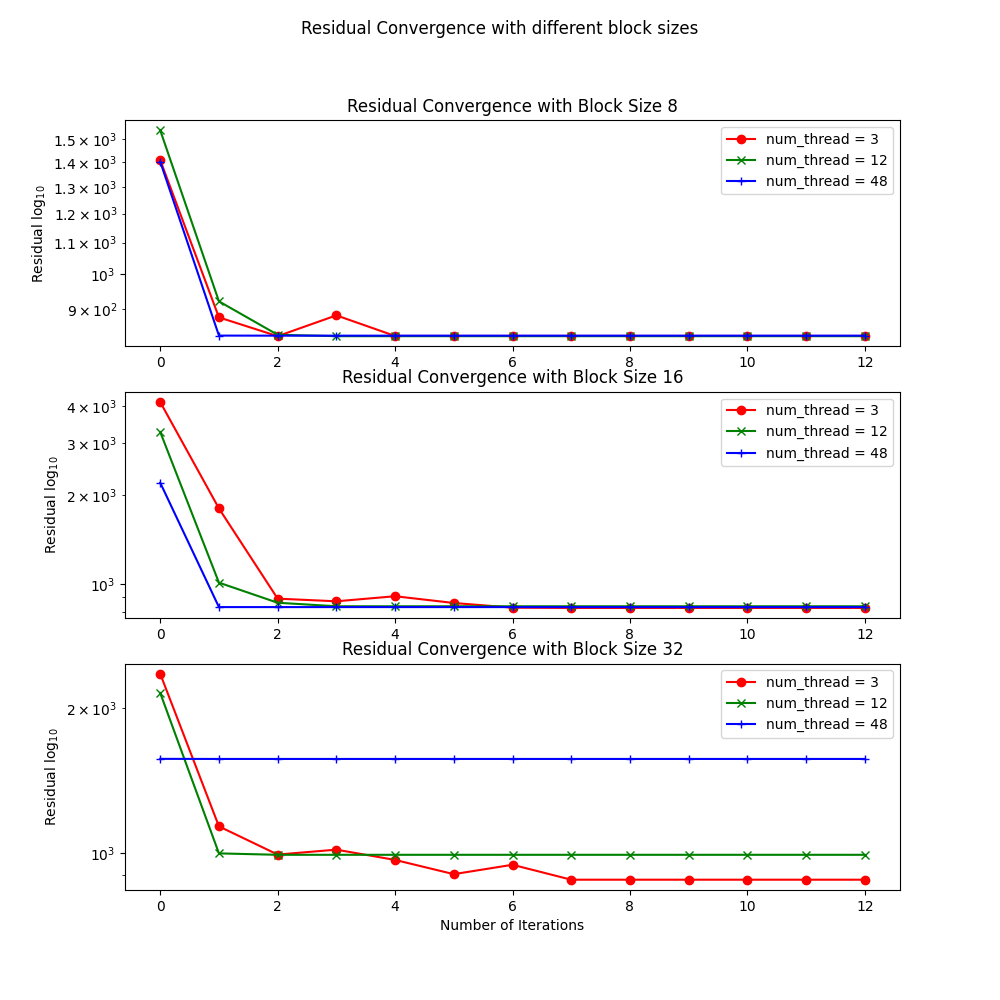 Residual Convergence with different block sizes
Residual Convergence with Block Size 8
Residual log₁₀
1.5 × 10³
1.4 × 10³
1.3 × 10³
1.2 × 10³
1.1 × 10³
10³
9 × 10²
num_thread = 3
num_thread = 12
num_thread = 48
0 2 4 6 8 10 12
Residual Convergence with Block Size 16
Residual log₁₀
4 × 10³
3 × 10³
2 × 10³
10³
num_thread = 3
num_thread = 12
num_thread = 48
0 2 4 6 8 10 12
Residual Convergence with Block Size 32
Residual log₁₀
2 × 10³
10³
num_thread = 3
num_thread = 12
num_thread = 48
0 2 4 6 8 10 12
Number of Iterations